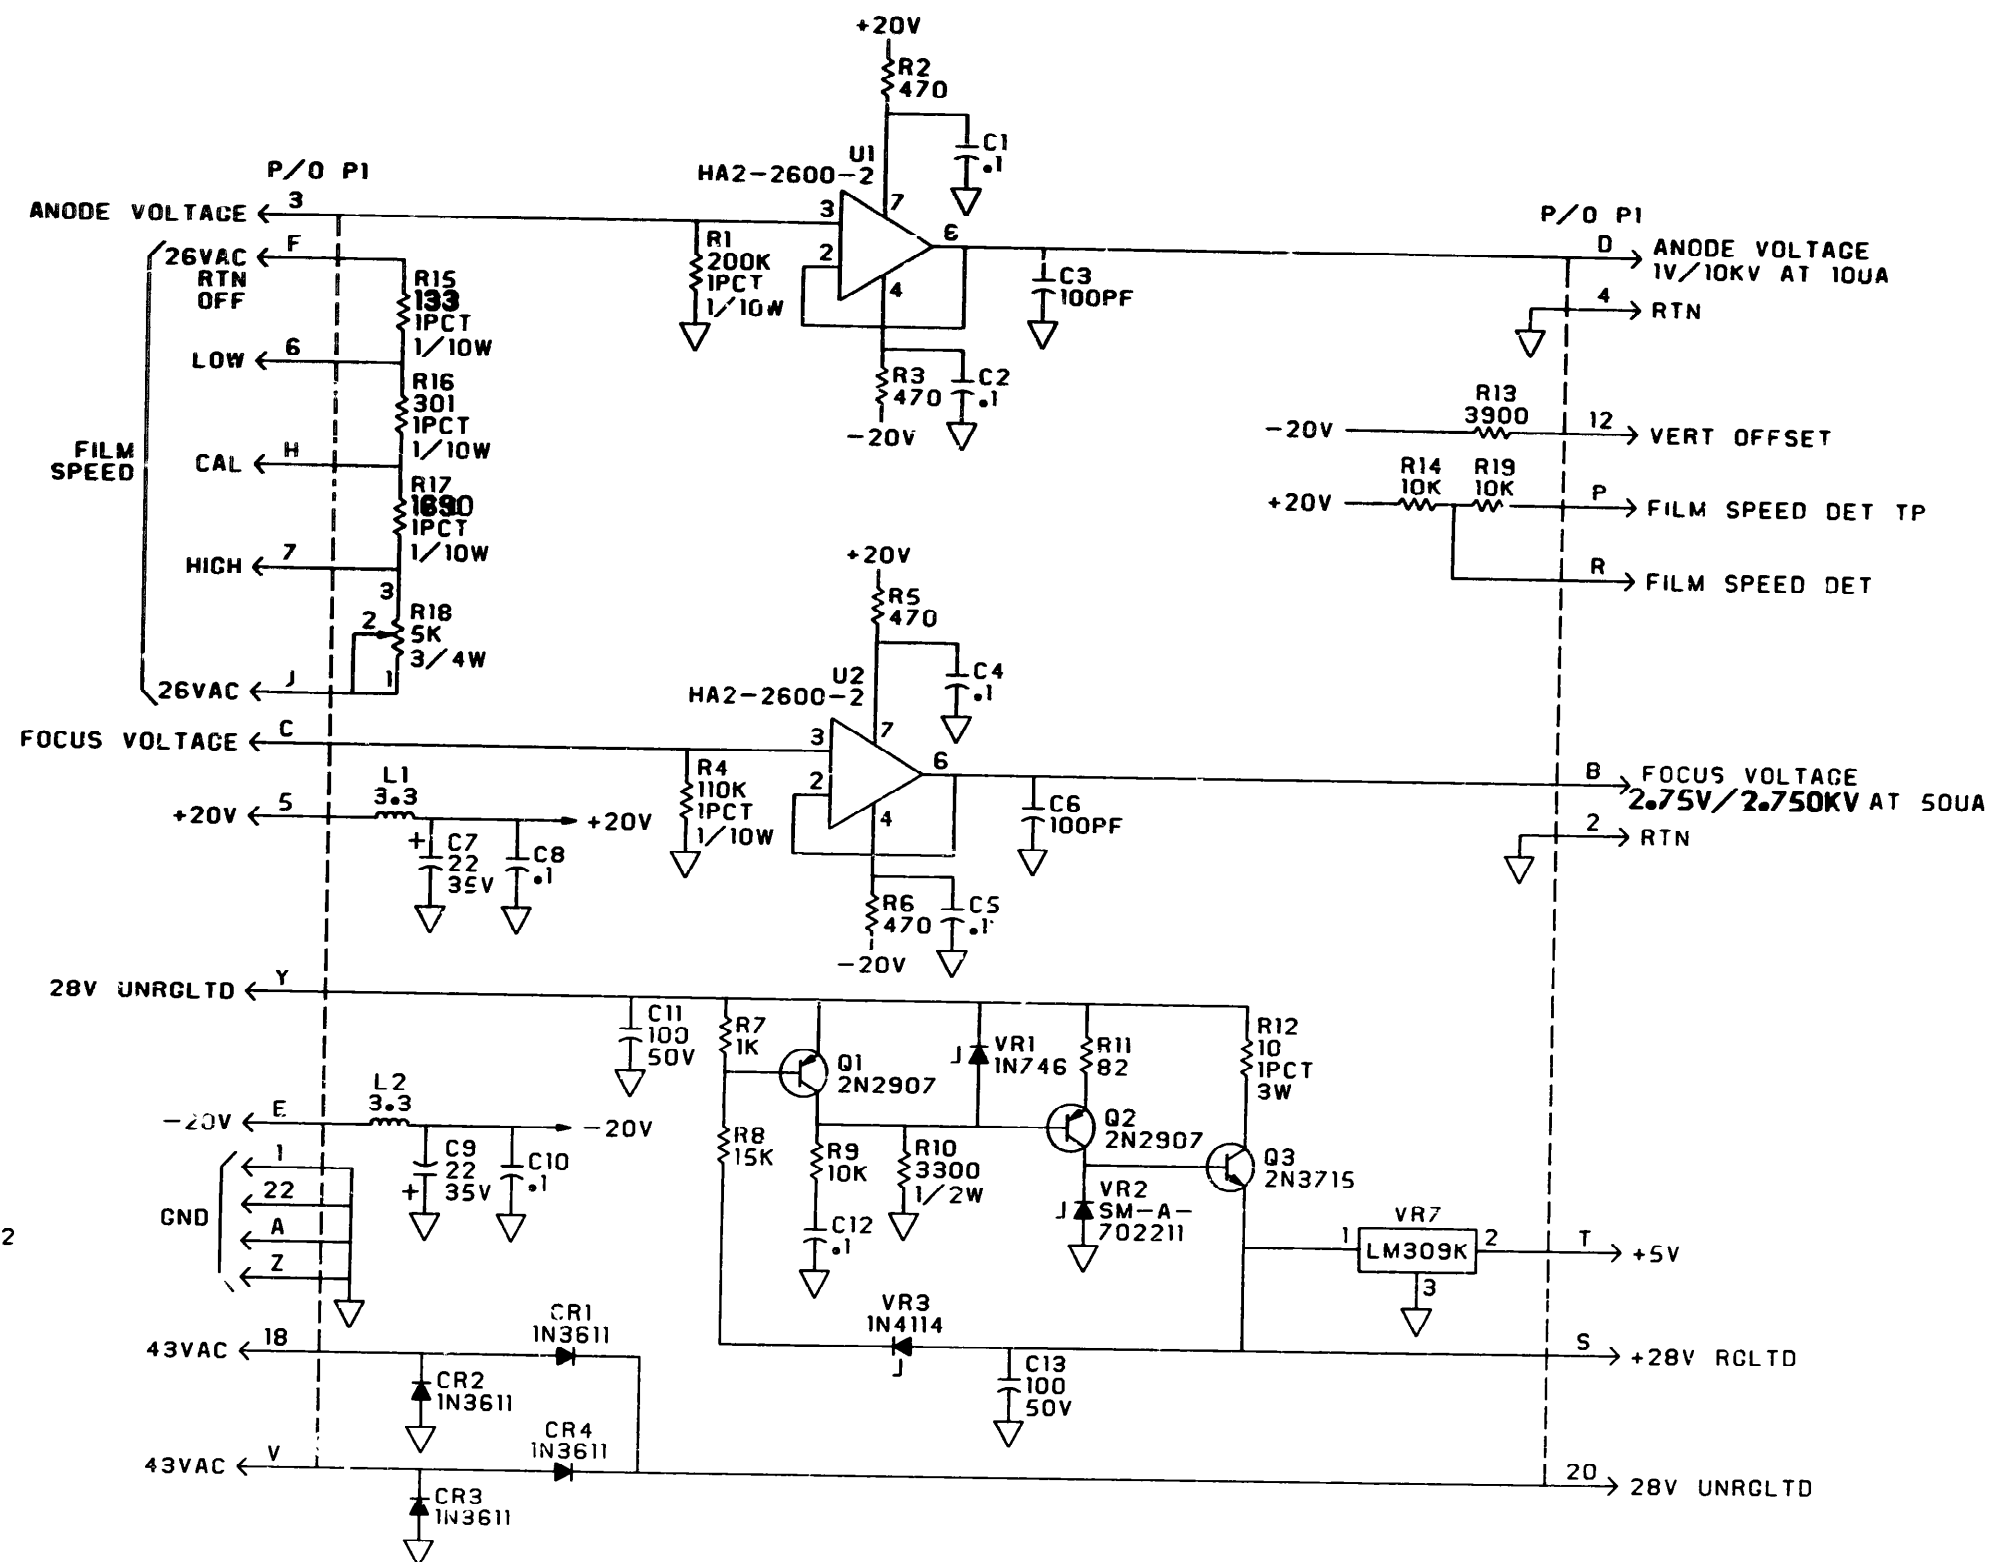 +20V
R2
470
C1
.1
U1
HA2-2600-2
7
3
2
6
4
P/O P1
3
ANODE VOLTAGE
F
26VAC
RTN
OFF
R15
133
1PCT
1/10W
6
LOW
R16
301
1PCT
1/10W
H
CAL
FILM
SPEED
R17
1PCT
1/10W
7
HIGH
3
2
R18
5K
3/4W
1
J
26VAC
R1
200K
1PCT
1/10W
C3
100PF
R3
470
C2
.1
-20V
P/O P1
D
ANODE VOLTAGE
1V/10KV AT 10UA
4
RTN
R13
3900
-20V
12
VERT OFFSET
R14
10K
R19
10K
+20V
P
FILM SPEED DET TP
R
FILM SPEED DET
+20V
R5
470
C4
.1
U2
HA2-2600-2
7
3
2
6
4
C
FOCUS VOLTAGE
R4
110K
1PCT
1/10W
C6
100PF
B
FOCUS VOLTAGE
2.75V/2.750KV AT 50UA
2
RTN
L1
3.3
5
+20V
+20V
+
C7
22
35V
C8
.1
R6
470
C5
.1
-20V
Y
28V UNRGLTD
C11
100
50V
R7
1K
Q1
2N2907
VR1
1N746
R11
82
R12
10
1PCT
3W
L2
3.3
E
-20V
-20V
C9
22
35V
+
C10
.1
R8
15K
R9
10K
R10
3300
1/2W
Q2
2N2907
Q3
2N3715
VR2
SM-A-
702211
C12
.1
1
22
A
Z
GND
2
VR7
LM309K
1
2
3
T
+5V
VR3
1N4114
C13
100
50V
S
+28V RGLTD
18
43VAC
CR1
1N3611
CR2
1N3611
CR4
1N3611
V
43VAC
CR3
1N3611
20
28V UNRGLTD